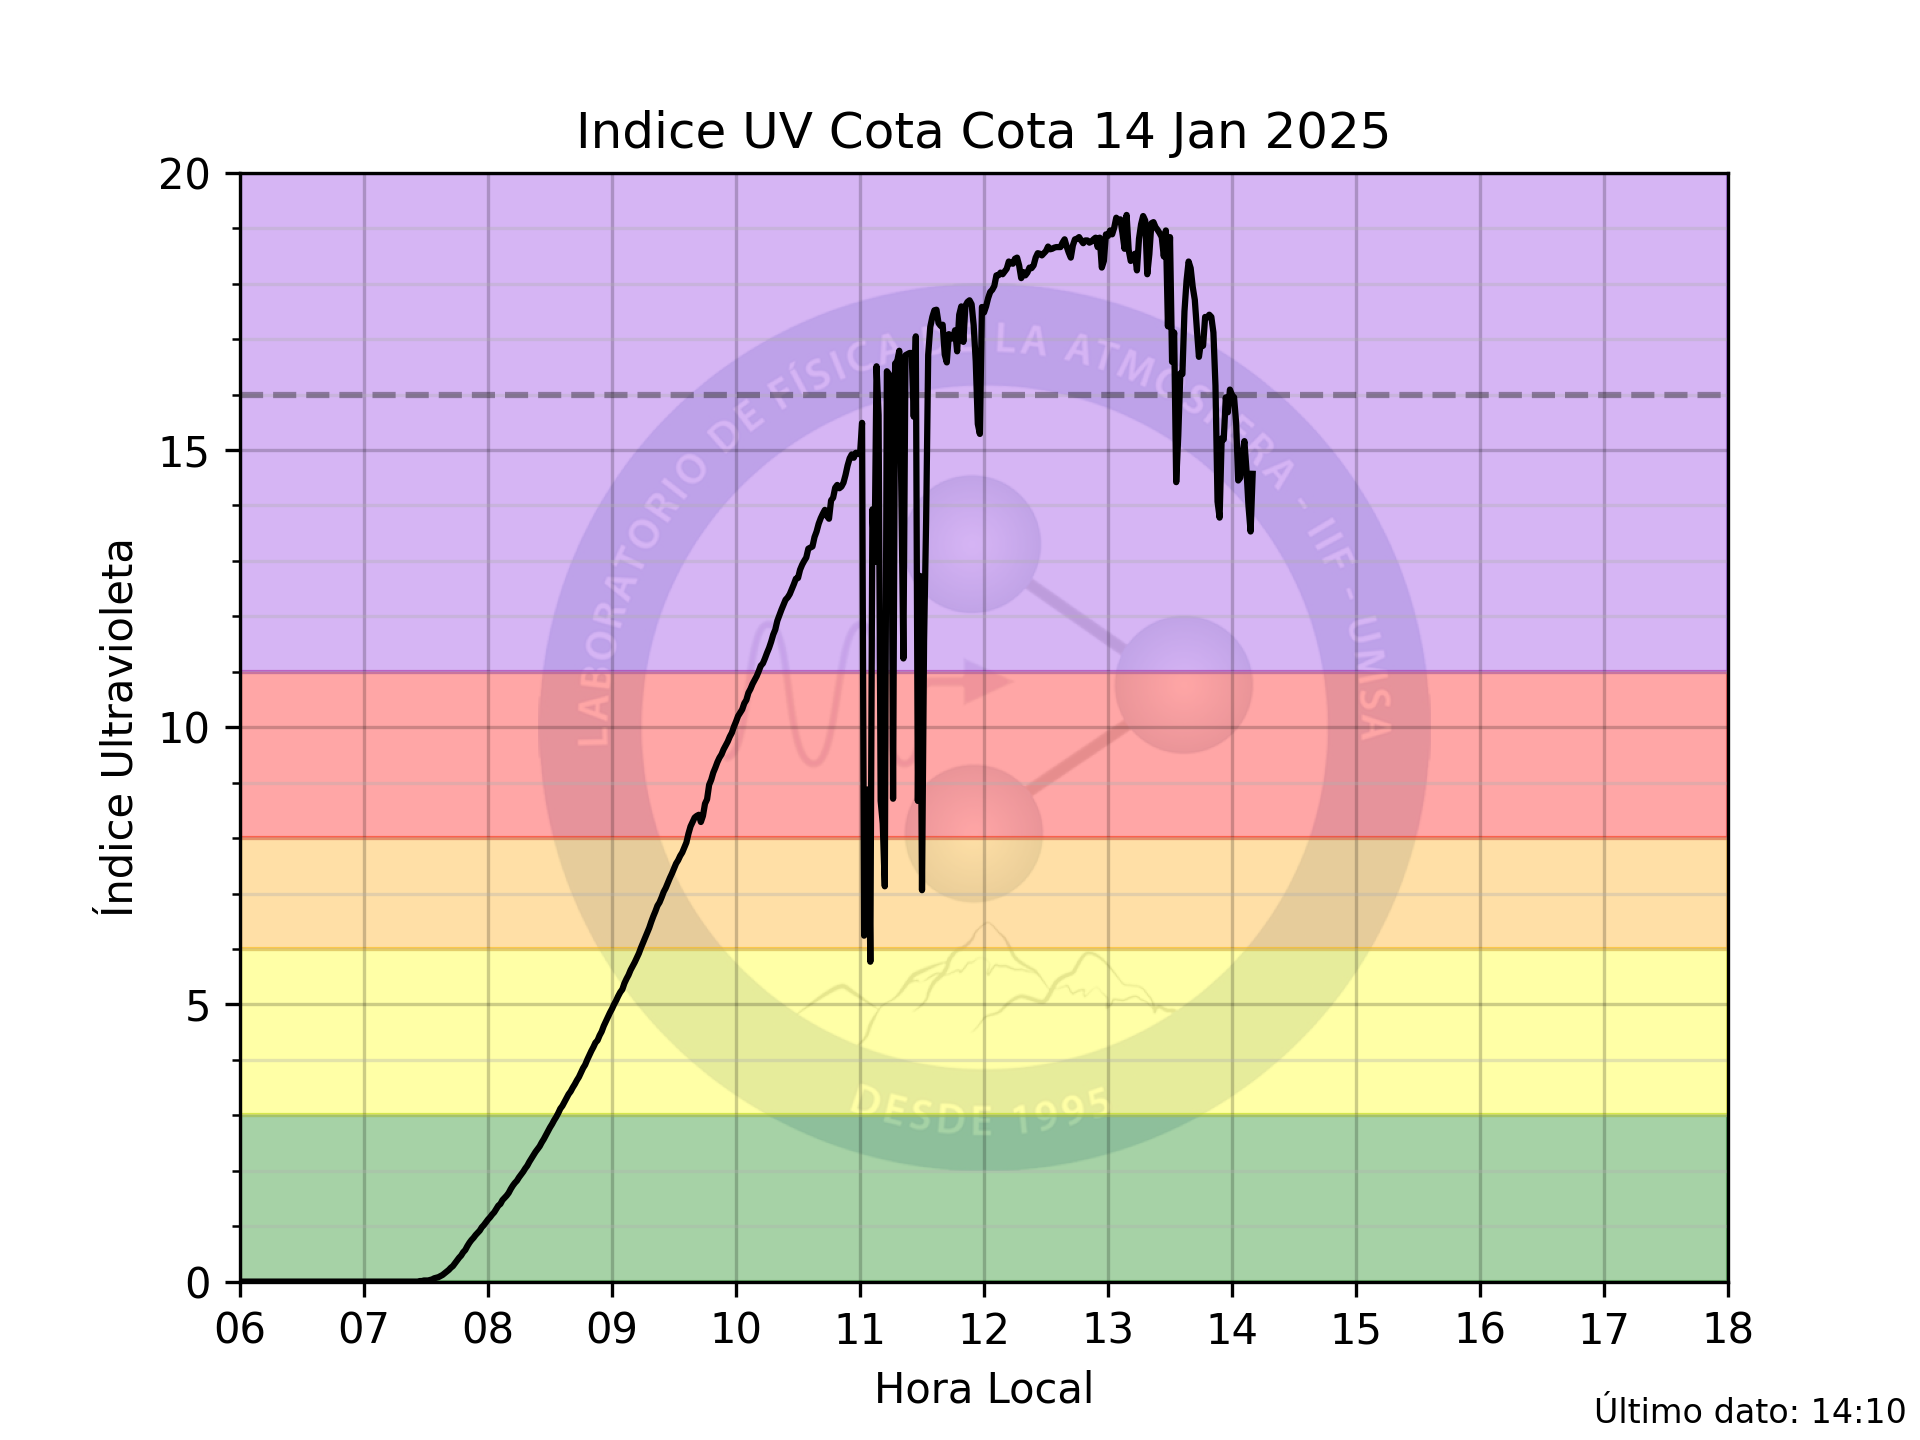 Indice UV Cota Cota 14 Jan 2025
20
15
10
5
0
Índice Ultravioleta
LABORATORIO DE FÍSICA DE LA ATMOSFERA - IIF - UMSA
DESDE 1995
06 07 08 09 10 11 12 13 14 15 16 17 18
Hora Local
Último dato: 14:10